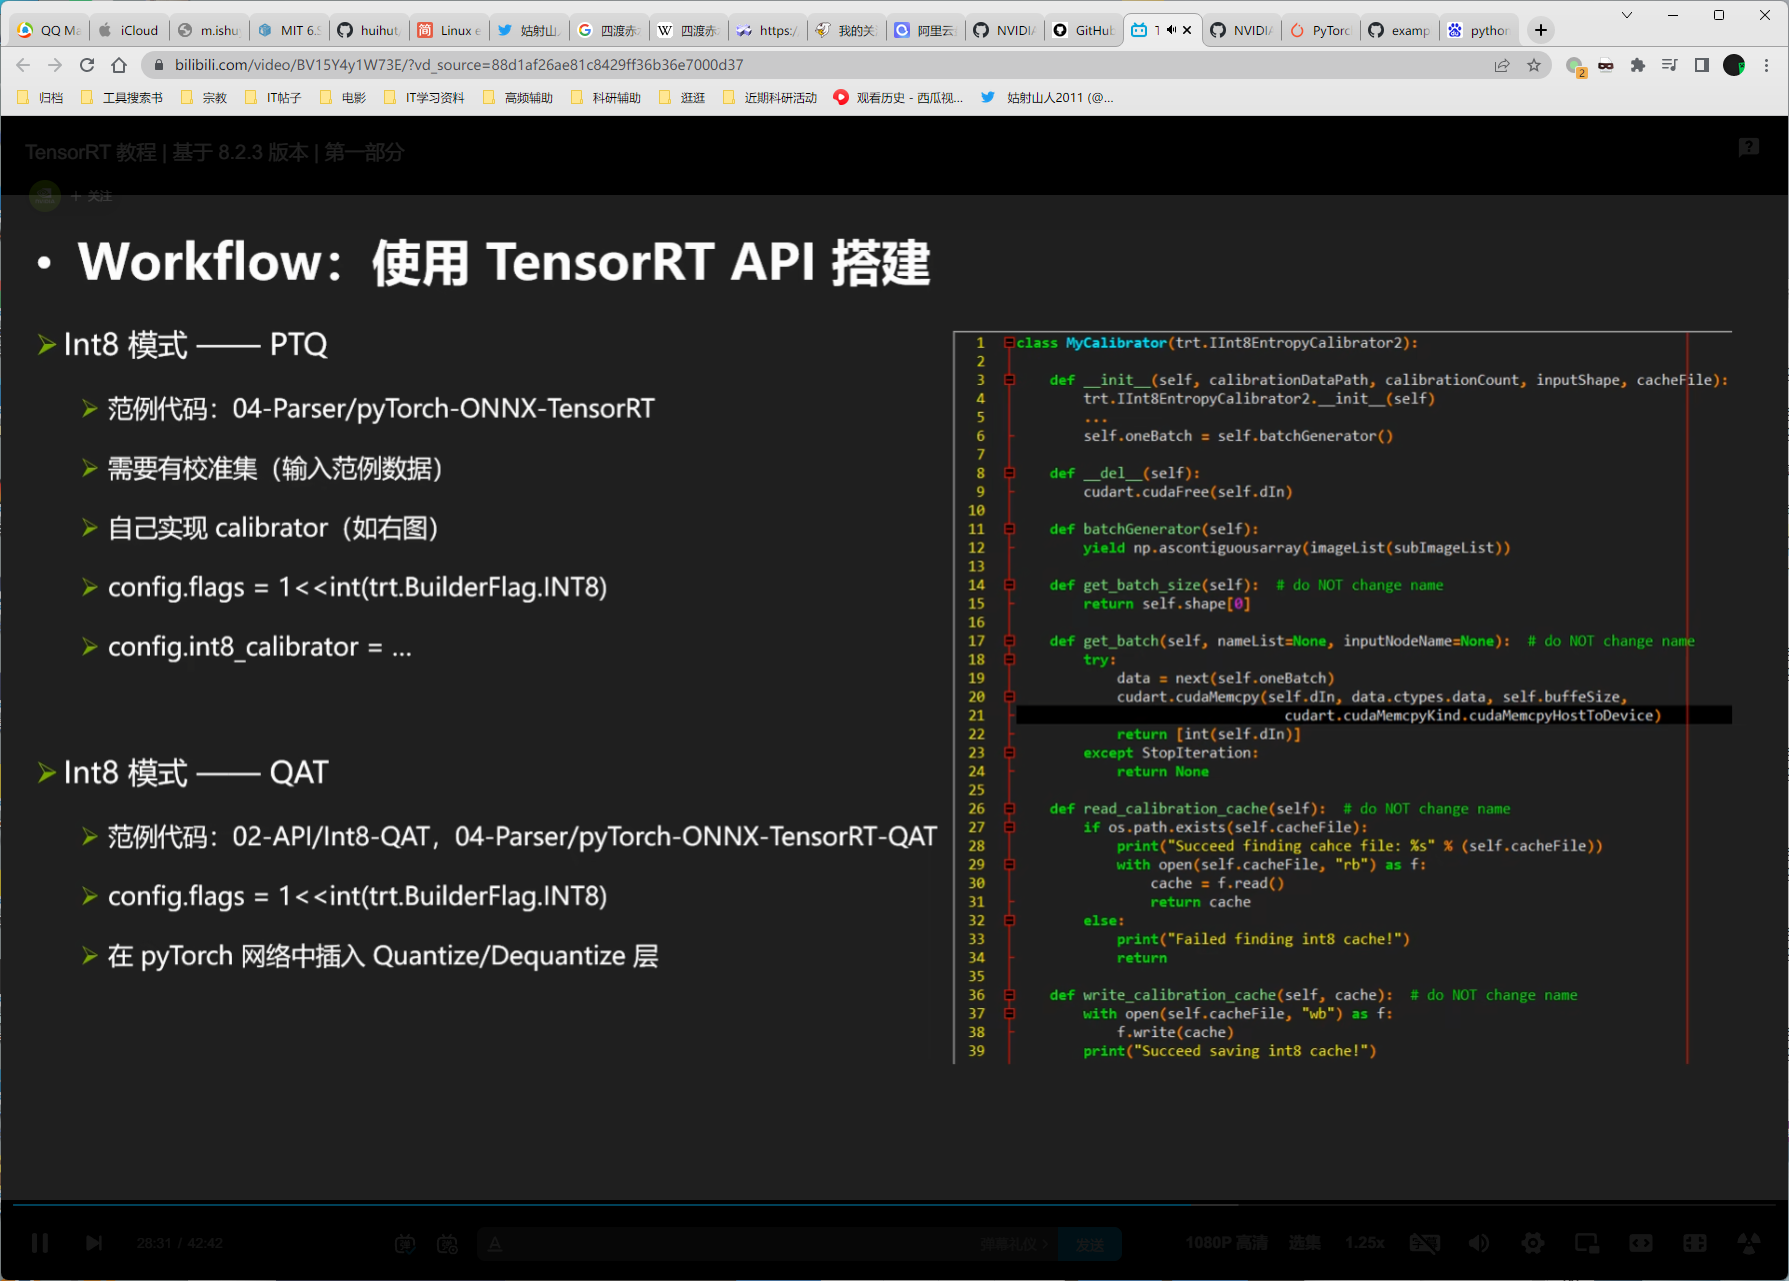 QQ Ma
iCloud
m.ishu
MIT 6.S
huihut
Linux e
姑射山
四渡赤
四渡赤
https:/
我的关
阿里云
NVIDIA
GitHub
T
NVIDIA
PyTorc
examp
python
bilibili.com/video/BV15Y4y1W73E/?vd_source=88d1af26ae81c8429ff36b36e7000d37
2
归档
工具搜索书
宗教
IT帖子
电影
IT学习资料
高频辅助
科研辅助
逛逛
近期科研活动
观看历史 - 西瓜视...
姑射山人2011 (@...
TensorRT 教程 | 基于 8.2.3 版本 | 第一部分
+ 关注
• Workflow：使用 TensorRT API 搭建
Int8 模式 —— PTQ
范例代码：04-Parser/pyTorch-ONNX-TensorRT
需要有校准集（输入范例数据）
自己实现 calibrator（如右图）
config.flags = 1<<int(trt.BuilderFlag.INT8)
config.int8_calibrator = ...
Int8 模式 —— QAT
范例代码：02-API/Int8-QAT，04-Parser/pyTorch-ONNX-TensorRT-QAT
config.flags = 1<<int(trt.BuilderFlag.INT8)
在 pyTorch 网络中插入 Quantize/Dequantize 层
1 class MyCalibrator(trt.IInt8EntropyCalibrator2):
2
3     def __init__(self, calibrationDataPath, calibrationCount, inputShape, cacheFile):
4         trt.IInt8EntropyCalibrator2.__init__(self)
5         ...
6         self.oneBatch = self.batchGenerator()
7
8     def __del__(self):
9         cudart.cudaFree(self.dIn)
10
11     def batchGenerator(self):
12         yield np.ascontiguousarray(imageList(subImageList))
13
14     def get_batch_size(self):  # do NOT change name
15         return self.shape[0]
16
17     def get_batch(self, nameList=None, inputNodeName=None):  # do NOT change name
18         try:
19             data = next(self.oneBatch)
20             cudart.cudaMemcpy(self.dIn, data.ctypes.data, self.buffeSize,
21                                 cudart.cudaMemcpyKind.cudaMemcpyHostToDevice)
22             return [int(self.dIn)]
23         except StopIteration:
24             return None
25
26     def read_calibration_cache(self):  # do NOT change name
27         if os.path.exists(self.cacheFile):
28             print("Succeed finding cahce file: %s" % (self.cacheFile))
29             with open(self.cacheFile, "rb") as f:
30                 cache = f.read()
31                 return cache
32         else:
33             print("Failed finding int8 cache!")
34             return
35
36     def write_calibration_cache(self, cache):  # do NOT change name
37         with open(self.cacheFile, "wb") as f:
38             f.write(cache)
39         print("Succeed saving int8 cache!")
28:31 / 42:42
弹幕礼仪 >
发送
1080P 高清
选集
1.25x